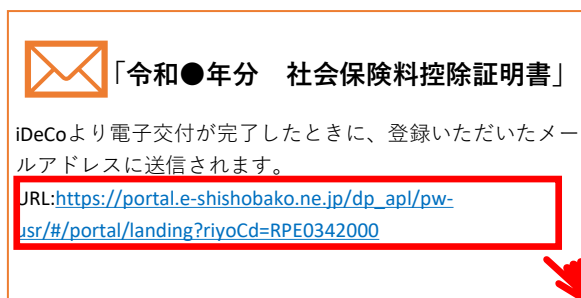 「令和●年分　社会保険料控除証明書」
iDeCoより電子交付が完了したときに、登録いただいたメー
ルアドレスに送信されます。
URL:https://portal.e-shishobako.ne.jp/dp_apl/pw-
usr/#/portal/landing?riyoCd=RPE0342000